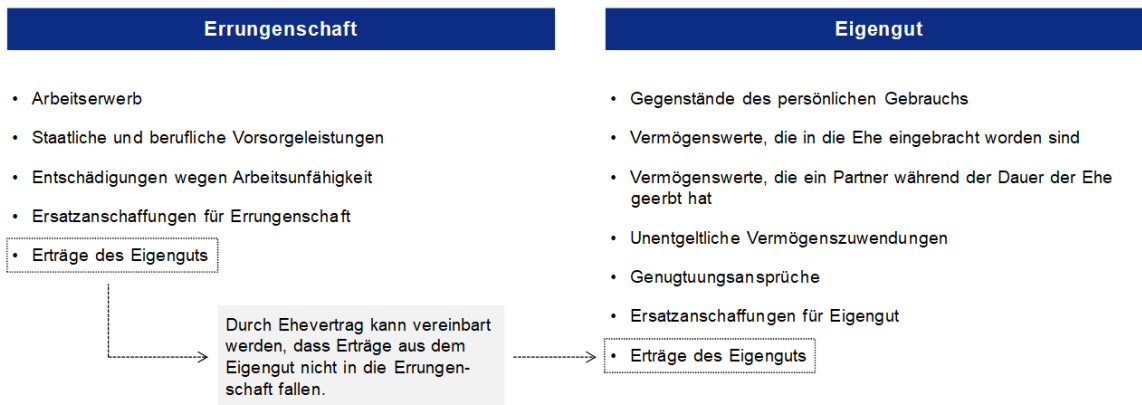 Errungenschaft
• Arbeitserwerb
• Staatliche und berufliche Vorsorgeleistungen
• Entschädigungen wegen Arbeitsunfähigkeit
• Ersatzanschaffungen für Errungenschaft
• Erträge des Eigenguts
Durch Ehevertrag kann vereinbart
werden, dass Erträge aus dem
Eigengut nicht in die Errungen-
schaft fallen.
Eigengut
• Gegenstände des persönlichen Gebrauchs
• Vermögenswerte, die in die Ehe eingebracht worden sind
• Vermögenswerte, die ein Partner während der Dauer der Ehe
geerbt hat
• Unentgeltliche Vermögenszuwendungen
• Genugtuungsansprüche
• Ersatzanschaffungen für Eigengut
• Erträge des Eigenguts